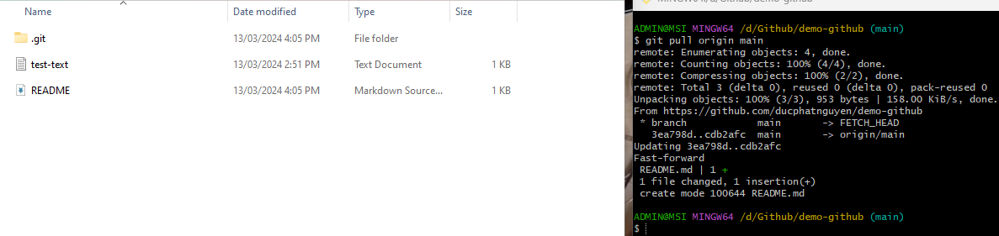 Name Date modified Type Size
.git 13/03/2024 4:05 PM File folder
test-text 13/03/2024 2:51 PM Text Document 1 KB
README 13/03/2024 4:05 PM Markdown Source... 1 KB
MINGW64:/d/Github/demo-github
ADMIN@MSI MINGW64 /d/Github/demo-github (main)
$ git pull origin main
remote: Enumerating objects: 4, done.
remote: Counting objects: 100% (4/4), done.
remote: Compressing objects: 100% (2/2), done.
remote: Total 3 (delta 0), reused 0 (delta 0), pack-reused 0
Unpacking objects: 100% (3/3), 953 bytes | 158.00 KiB/s, done.
From https://github.com/ducphatnguyen/demo-github
* branch main -> FETCH_HEAD
3ea798d..cdb2afc main -> origin/main
Updating 3ea798d..cdb2afc
Fast-forward
README.md | 1 +
1 file changed, 1 insertion(+)
create mode 100644 README.md
ADMIN@MSI MINGW64 /d/Github/demo-github (main)
$